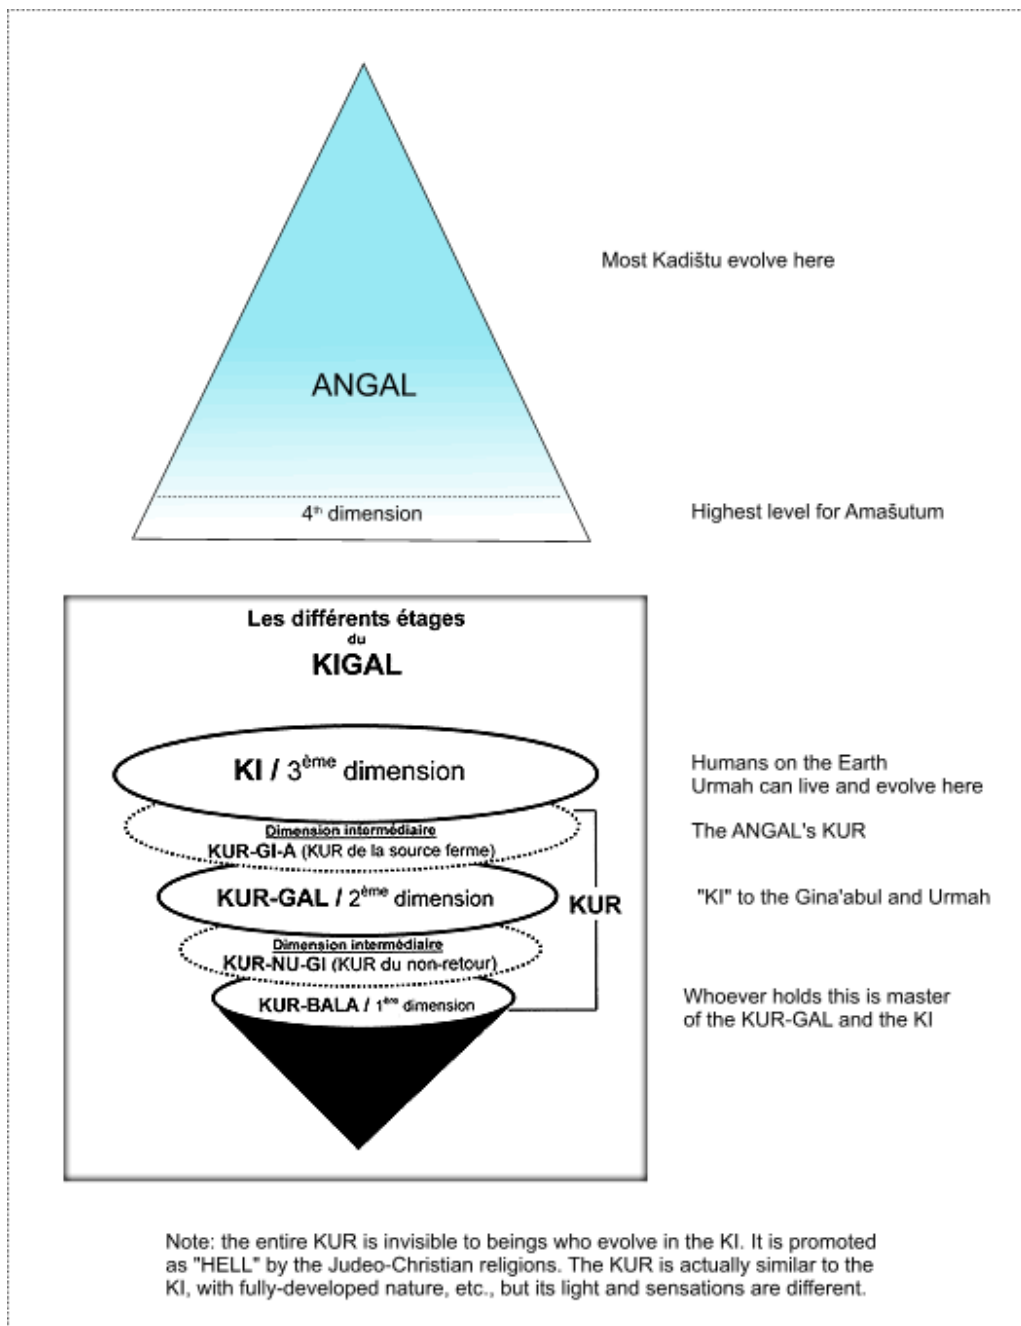 Most Kadištu evolve here
ANGAL
4th dimension
Highest level for Amašutum
Les différents étages
du
KIGAL
KI / 3ème dimension
Humans on the Earth
Urmah can live and evolve here
Dimension intermédiaire
KUR-GI-A (KUR de la source ferme)
The ANGAL's KUR
KUR-GAL / 2ème dimension
KUR
"KI" to the Gina'abul and Urmah
Dimension intermédiaire
KUR-NU-GI (KUR du non-retour)
KUR-BALA / 1ère dimension
Whoever holds this is master
of the KUR-GAL and the KI
Note: the entire KUR is invisible to beings who evolve in the KI. It is promoted
as "HELL" by the Judeo-Christian religions. The KUR is actually similar to the
KI, with fully-developed nature, etc., but its light and sensations are different.